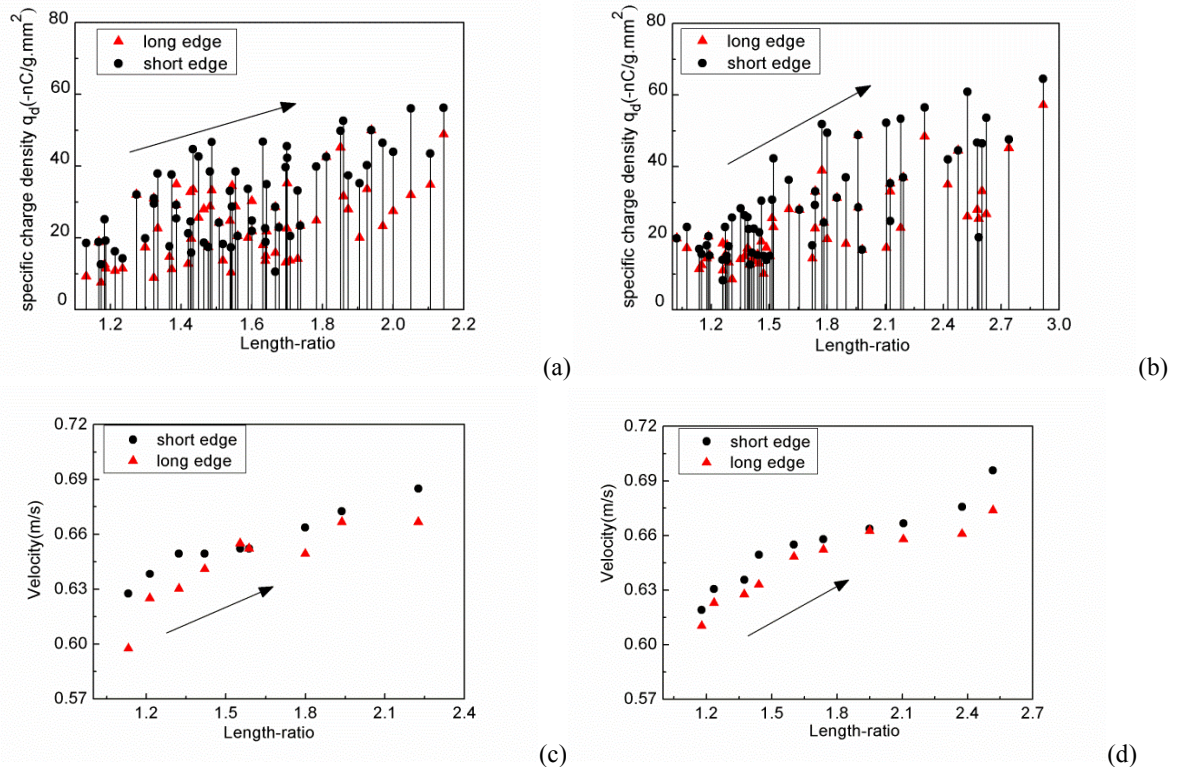 80
60
40
20
0
specific charge density q_d(-nC/g.mm²)
long edge
short edge
1.2 1.4 1.6 1.8 2.0 2.2
Length-ratio
(a)
80
60
40
20
0
specific charge density q_d(-nC/g.mm²)
long edge
short edge
1.2 1.5 1.8 2.1 2.4 2.7 3.0
Length-ratio
(b)
0.72
0.69
0.66
0.63
0.60
0.57
Velocity(m/s)
short edge
long edge
1.2 1.5 1.8 2.1 2.4
Length-ratio
(c)
0.72
0.69
0.66
0.63
0.60
0.57
Velocity(m/s)
short edge
long edge
1.2 1.5 1.8 2.1 2.4 2.7
Length-ratio
(d)